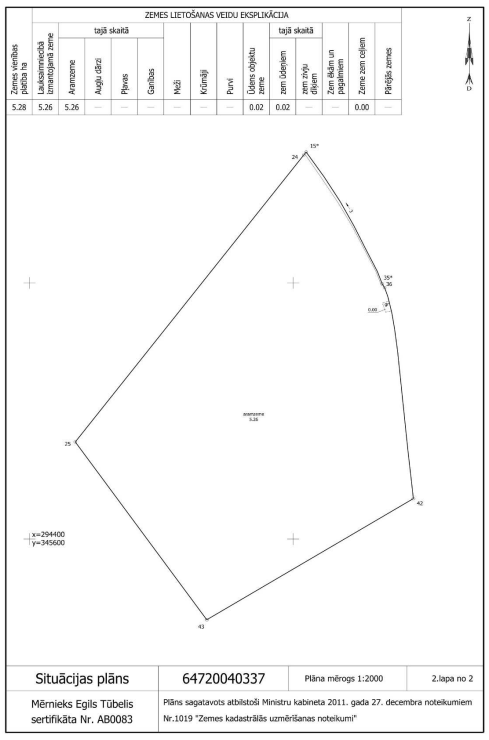 ZEMES LIETOŠANAS VEIDU EKSPLIKĀCIJA
Zemes vienības platība ha
Lauksaimniecībā izmantojamā zeme
tajā skaitā
Aramzeme
Augļu dārzi
Pļavas
Ganības
Meži
Krūmāji
Purvi
Ūdens objektu zeme
tajā skaitā
zem ūdeņiem
zem zivju dīķiem
Zem ēkām un pagalmiem
Zeme zem ceļiem
Pārējās zemes
5.28 5.26 5.26 — — — — — — 0.02 0.02 — — 0.00 —
Z
D
15*
24
35*
36
0.00
aramzeme
5.26
25
42
x=294400
y=345600
43
Situācijas plāns
64720040337
Plāna mērogs 1:2000
2.lapa no 2
Mērnieks Egils Tūbelis
sertifikāta Nr. AB0083
Plāns sagatavots atbilstoši Ministru kabineta 2011. gada 27. decembra noteikumiem
Nr.1019 "Zemes kadastrālās uzmērīšanas noteikumi"